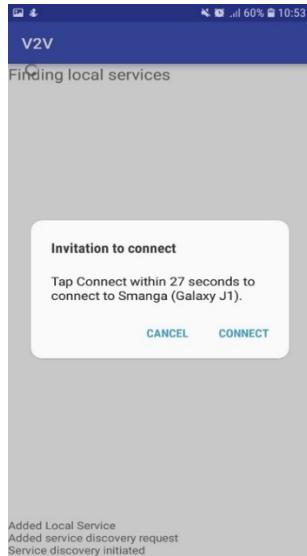 60% 10:53
V2V
Finding local services
Invitation to connect
Tap Connect within 27 seconds to
connect to Smanga (Galaxy J1).
CANCEL CONNECT
Added Local Service
Added service discovery request
Service discovery initiated